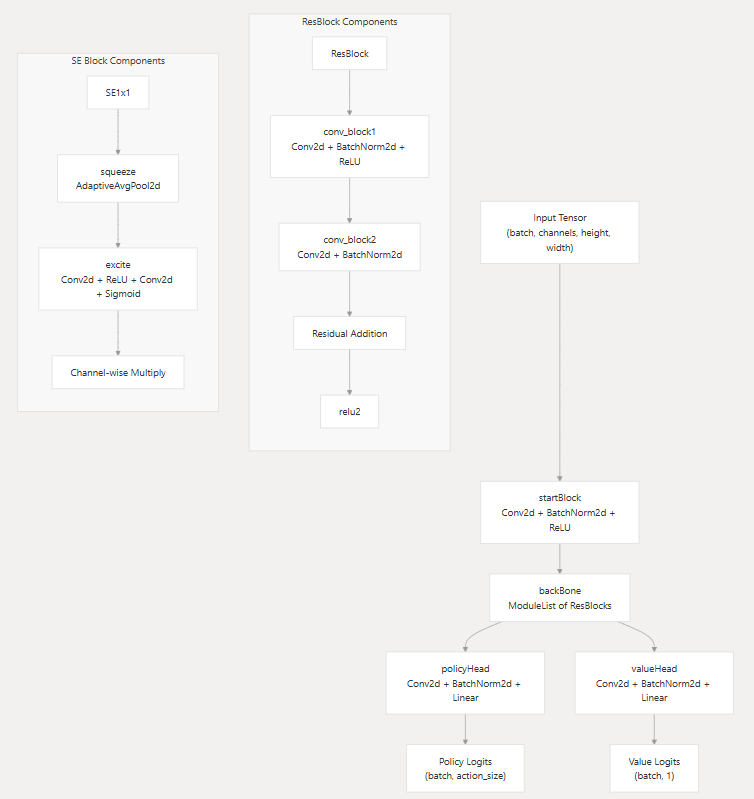 SE Block Components
SE1x1
squeeze
AdaptiveAvgPool2d
excite
Conv2d + ReLU + Conv2d
+ Sigmoid
Channel-wise Multiply
ResBlock Components
ResBlock
conv_block1
Conv2d + BatchNorm2d +
ReLU
conv_block2
Conv2d + BatchNorm2d
Residual Addition
relu2
Input Tensor
(batch, channels, height,
width)
startBlock
Conv2d + BatchNorm2d +
ReLU
backBone
ModuleList of ResBlocks
policyHead
Conv2d + BatchNorm2d +
Linear
valueHead
Conv2d + BatchNorm2d +
Linear
Policy Logits
(batch, action_size)
Value Logits
(batch, 1)